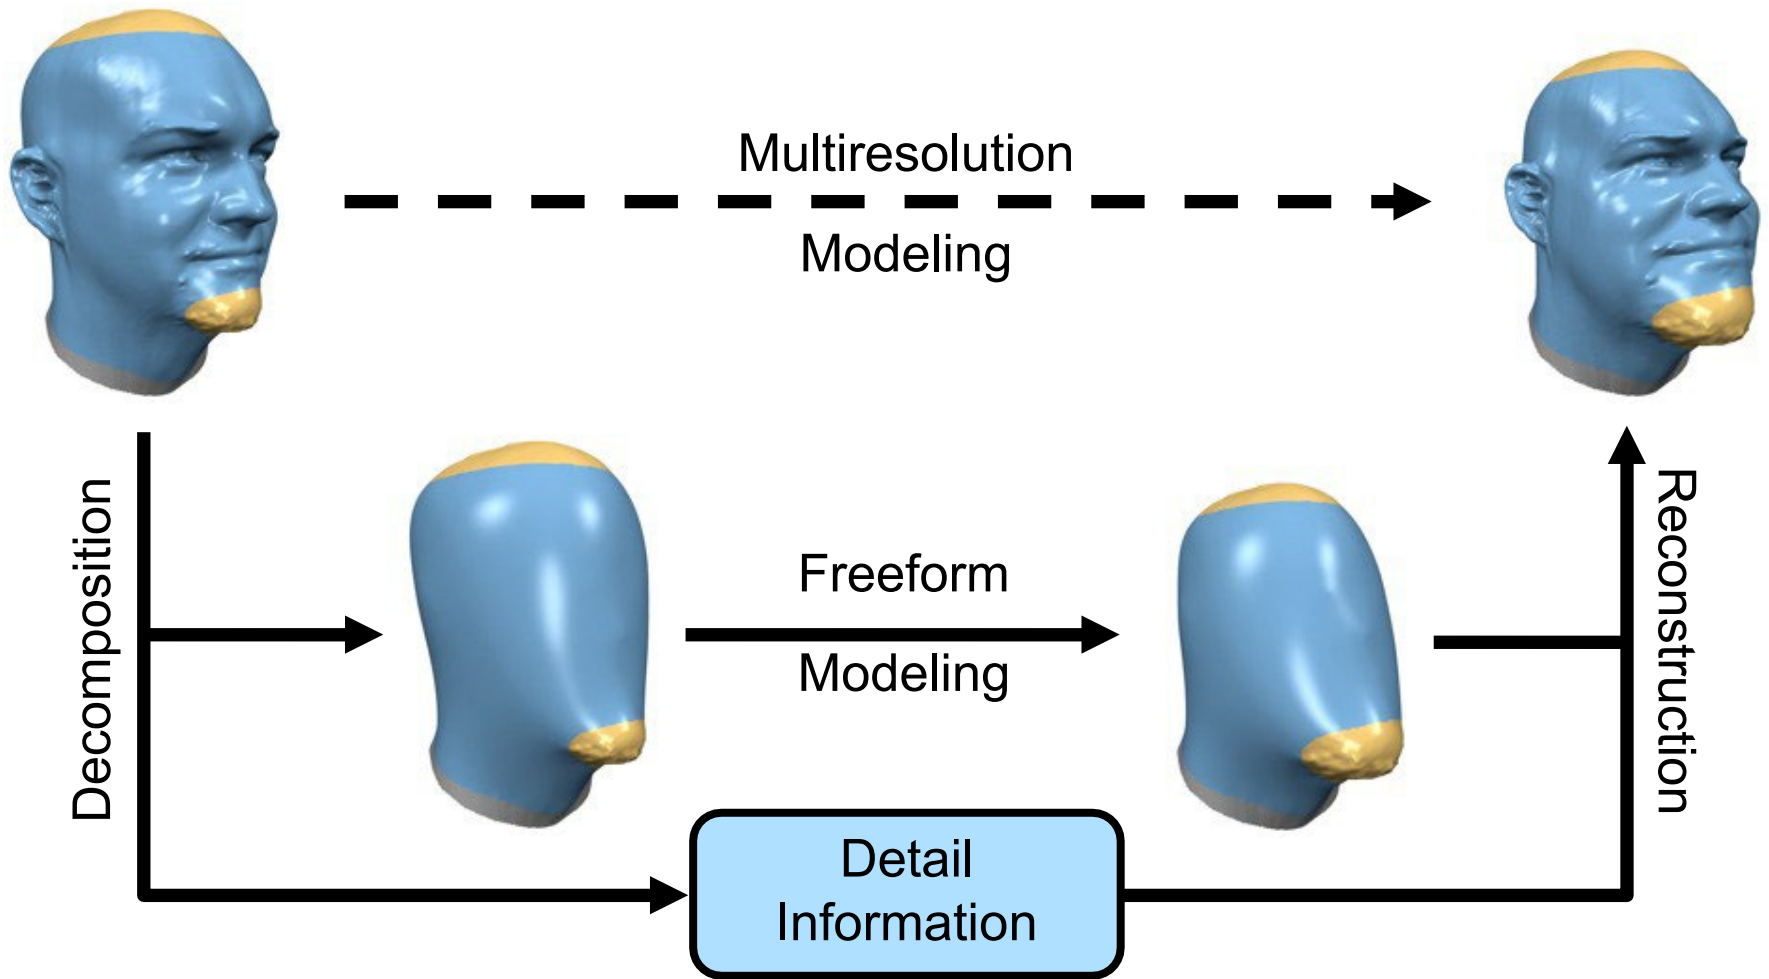 Multiresolution
Modeling
Decomposition
Freeform
Modeling
Reconstruction
Detail
Information